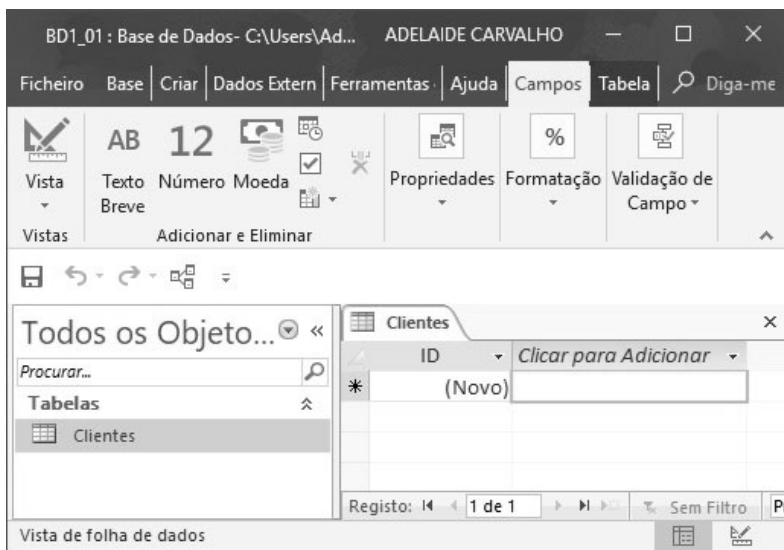 BD1_01 : Base de Dados- C:\Users\Ad... ADELAIDE CARVALHO
Ficheiro Base Criar Dados Extern Ferramentas Ajuda Campos Tabela Diga-me
Vista
AB
Texto Breve
12
Número
Moeda
Propriedades
%
Formatação
Validação de Campo
Vistas Adicionar e Eliminar
Todos os Objeto... «
Procurar...
Tabelas
Clientes
Clientes
ID Clicar para Adicionar
(Novo)
Registo: 1 de 1 Sem Filtro
Vista de folha de dados